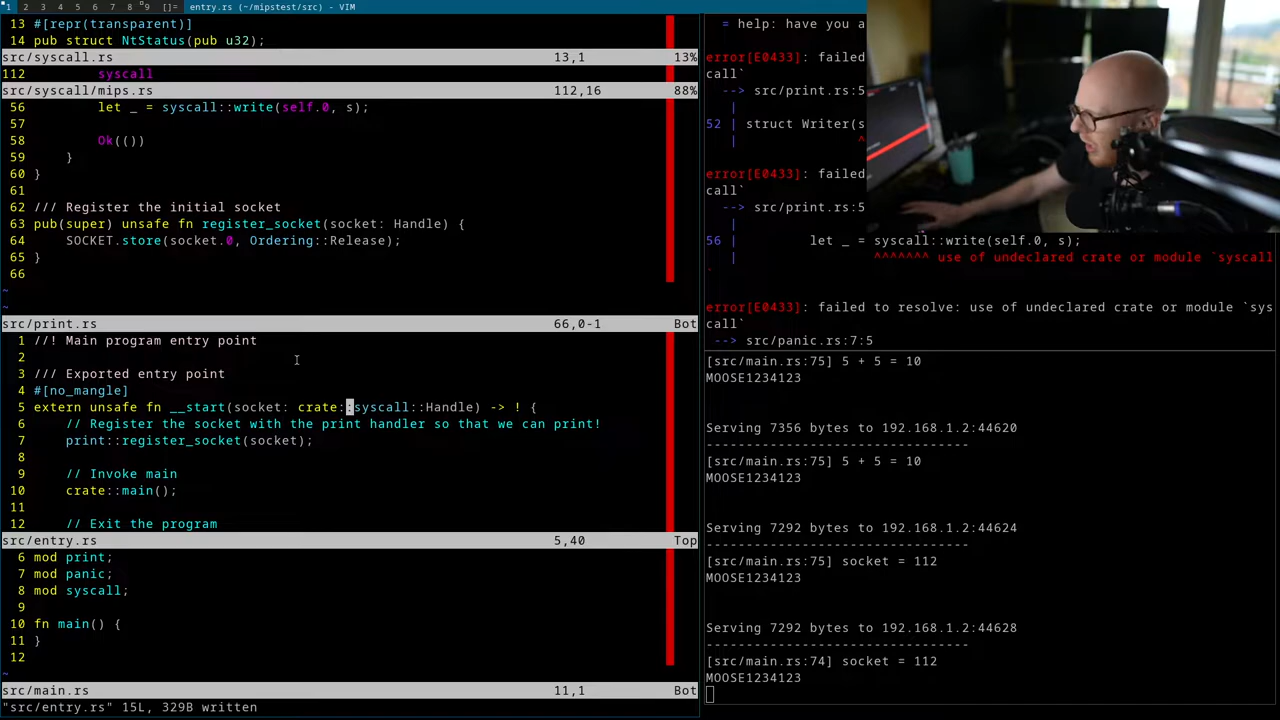 1 2 3 4 5 6 7 8 9 []= entry.rs (~/mipstest/src) - VIM
13 #[repr(transparent)]
14 pub struct NtStatus(pub u32);
src/syscall.rs 13,1 13%
112 syscall
src/syscall/mips.rs 112,16 88%
56 let _ = syscall::write(self.0, s);
57
58 Ok(())
59 }
60 }
61
62 /// Register the initial socket
63 pub(super) unsafe fn register_socket(socket: Handle) {
64 SOCKET.store(socket.0, Ordering::Release);
65 }
66
~
~
src/print.rs 66,0-1 Bot
1 //! Main program entry point
2
3 /// Exported entry point
4 #[no_mangle]
5 extern unsafe fn __start(socket: crate::syscall::Handle) -> ! {
6 // Register the socket with the print handler so that we can print!
7 print::register_socket(socket);
8
9 // Invoke main
10 crate::main();
11
12 // Exit the program
src/entry.rs 5,40 Top
6 mod print;
7 mod panic;
8 mod syscall;
9
10 fn main() {
11 }
12
~
src/main.rs 11,1 Bot
"src/entry.rs" 15L, 329B written
= help: have you a
error[E0433]: failed
call`
--> src/print.rs:5
|
52 | struct Writer(s
| ^
error[E0433]: failed
call`
--> src/print.rs:5
|
56 | let _ = syscall::write(self.0, s);
| ^^^^^^^ use of undeclared crate or module `syscall
`
error[E0433]: failed to resolve: use of undeclared crate or module `sys
call`
--> src/panic.rs:7:5
[src/main.rs:75] 5 + 5 = 10
MOOSE1234123
Serving 7356 bytes to 192.168.1.2:44620
-------------------------------
[src/main.rs:75] 5 + 5 = 10
MOOSE1234123
Serving 7292 bytes to 192.168.1.2:44624
-------------------------------
[src/main.rs:75] socket = 112
MOOSE1234123
Serving 7292 bytes to 192.168.1.2:44628
-------------------------------
[src/main.rs:74] socket = 112
MOOSE1234123